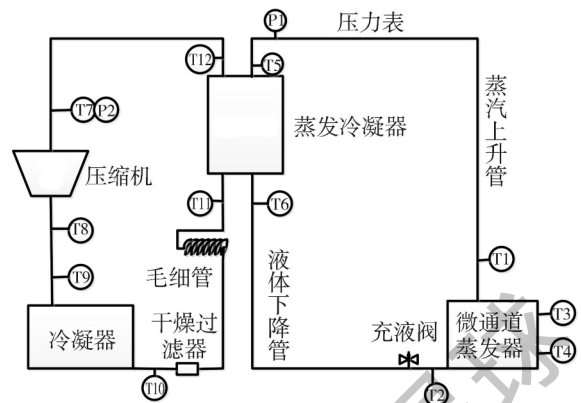 P1
压力表
T12
T5
蒸汽上升管
T7
P2
蒸发冷凝器
压缩机
T11
T6
T8
T9
毛细管
液体下降管
T1
冷凝器
干燥过
滤器
充液阀
微通道
蒸发器
T3
T4
T10
T2
球